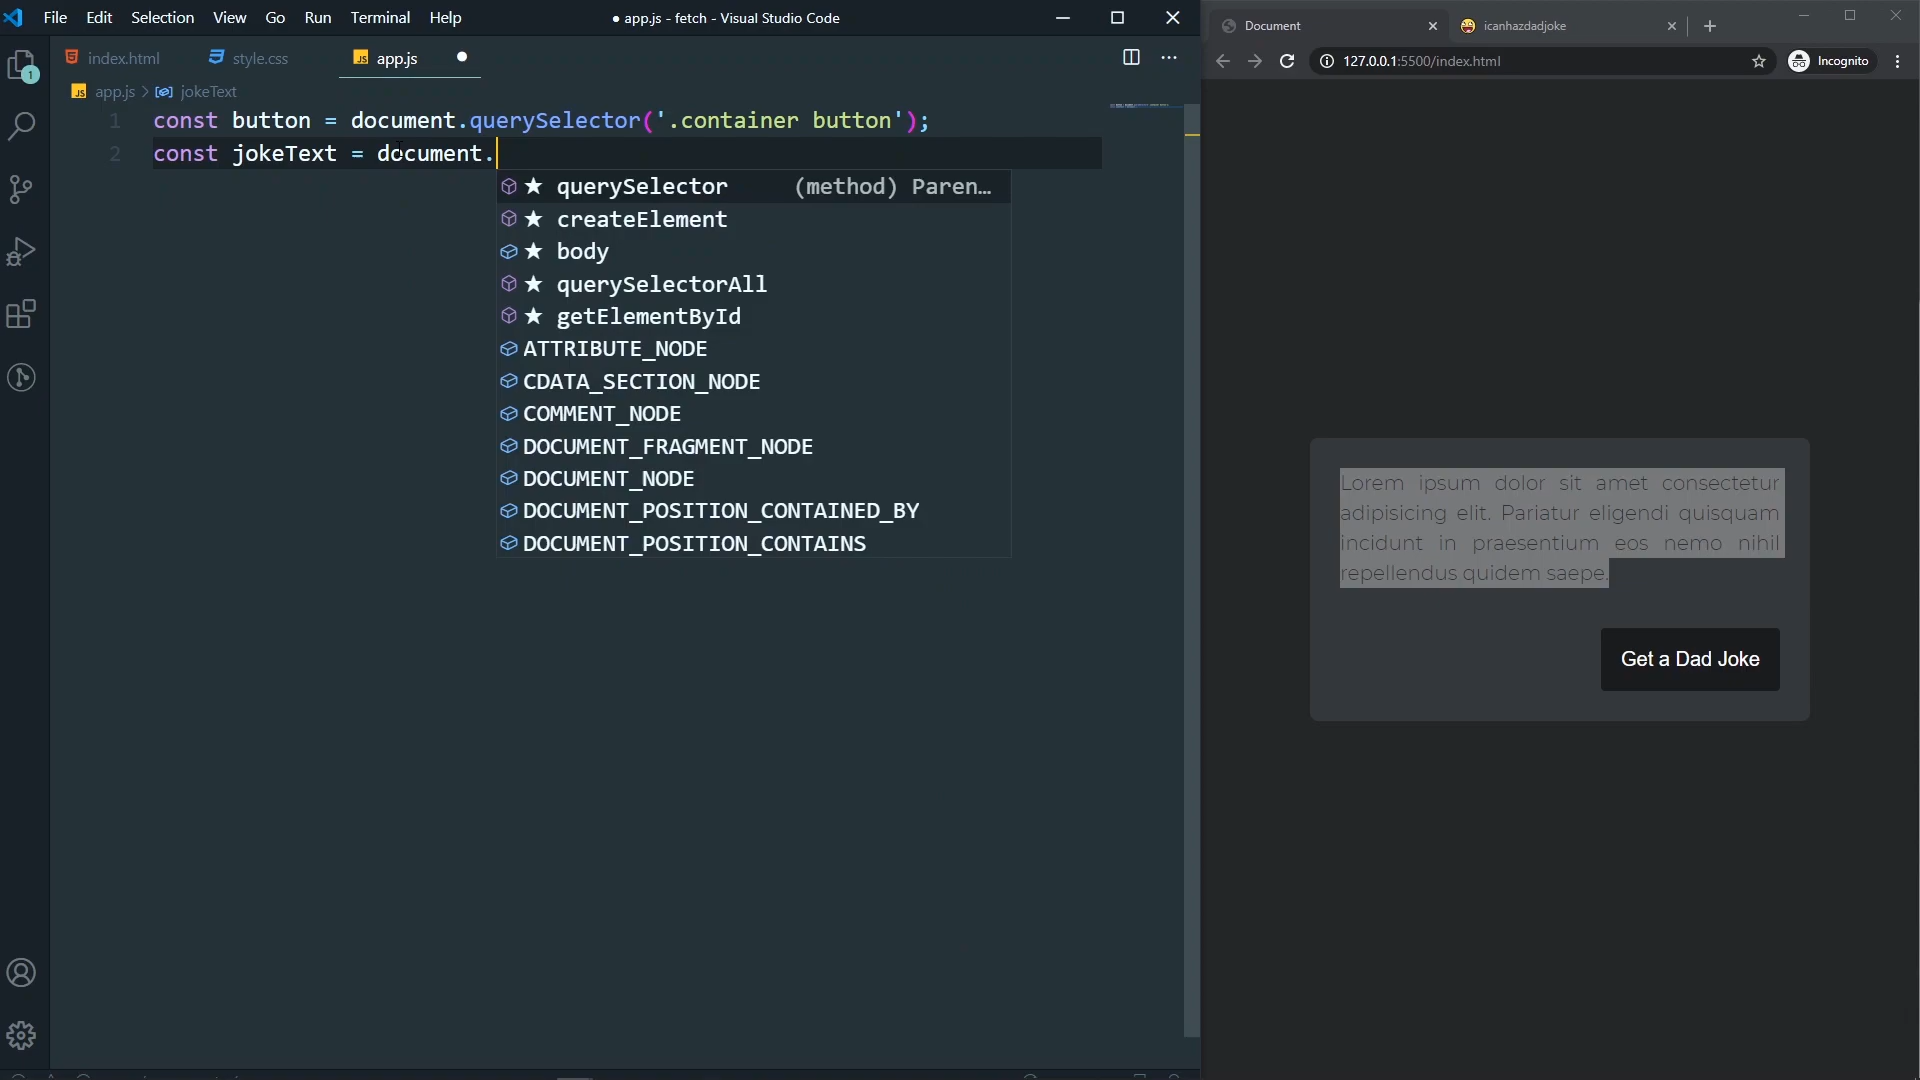 File Edit Selection View Go Run Terminal Help
● app.js - fetch - Visual Studio Code
index.html style.css JS app.js
1
JS app.js > jokeText
1 const button = document.querySelector('.container button');
2 const jokeText = document.
★ querySelector (method) Paren…
★ createElement
★ body
★ querySelectorAll
★ getElementById
ATTRIBUTE_NODE
CDATA_SECTION_NODE
COMMENT_NODE
DOCUMENT_FRAGMENT_NODE
DOCUMENT_NODE
DOCUMENT_POSITION_CONTAINED_BY
DOCUMENT_POSITION_CONTAINS
Document
icanhazdadjoke
127.0.0.1:5500/index.html
Incognito
Lorem ipsum dolor sit amet consectetur
adipisicing elit. Pariatur eligendi quisquam
incidunt in praesentium eos nemo nihil
repellendus quidem saepe.
Get a Dad Joke